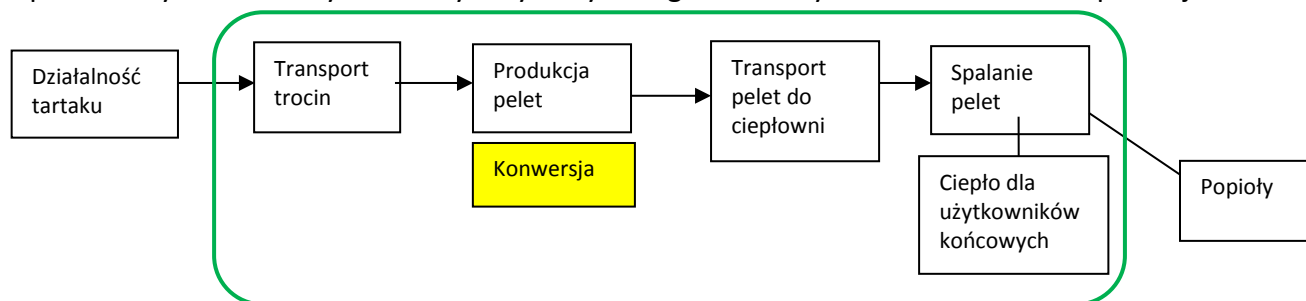 Działalność
tartaku
Transport
trocin
Produkcja
pelet
Konwersja
Transport
pelet do
ciepłowni
Spalanie
pelet
Ciepło dla
użytkowników
końcowych
Popioły